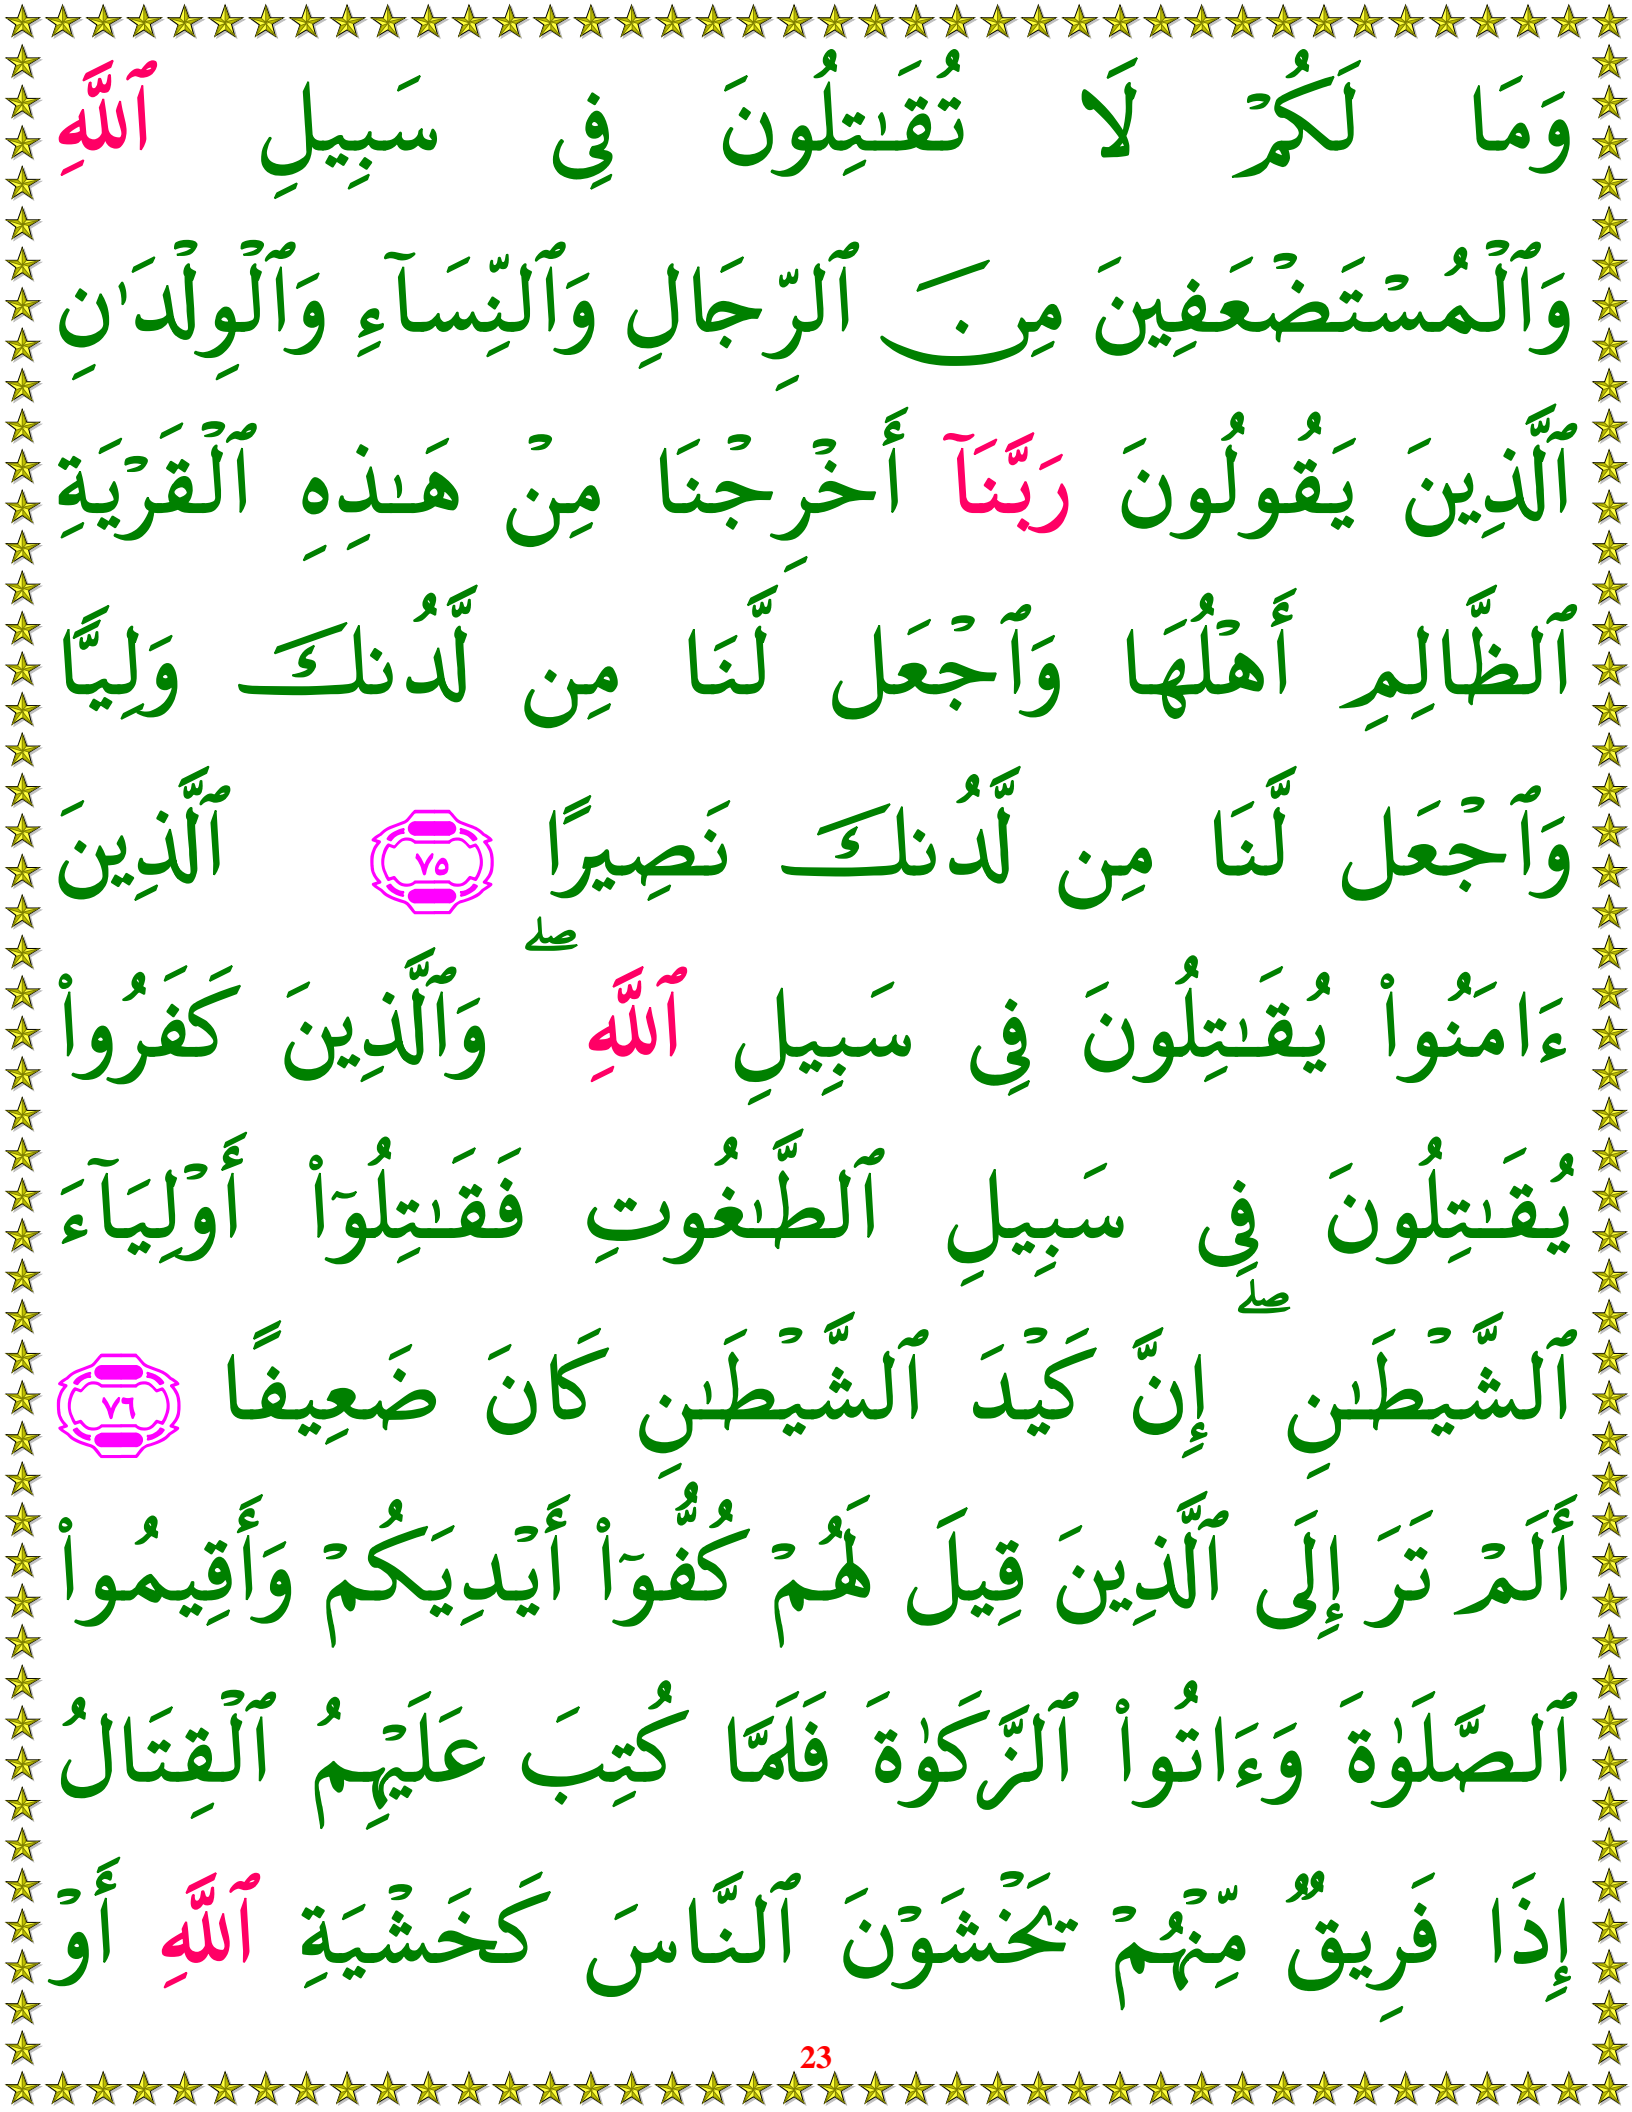 وَمَا لَكُمْ لَا تُقَـٰتِلُونَ فِى سَبِيلِ ٱللَّهِ
وَٱلْمُسْتَضْعَفِينَ مِنَ ٱلرِّجَالِ وَٱلنِّسَآءِ وَٱلْوِلْدَٰنِ
ٱلَّذِينَ يَقُولُونَ رَبَّنَآ أَخْرِجْنَا مِنْ هَـٰذِهِ ٱلْقَرْيَةِ
ٱلظَّالِمِ أَهْلُهَا وَٱجْعَل لَّنَا مِن لَّدُنكَ وَلِيًّا
وَٱجْعَل لَّنَا مِن لَّدُنكَ نَصِيرًا ٧٥ ٱلَّذِينَ
ءَامَنُوا۟ يُقَـٰتِلُونَ فِى سَبِيلِ ٱللَّهِ ۖ وَٱلَّذِينَ كَفَرُوا۟
يُقَـٰتِلُونَ فِى سَبِيلِ ٱلطَّـٰغُوتِ فَقَـٰتِلُوٓا۟ أَوْلِيَآءَ
ٱلشَّيْطَـٰنِ ۖ إِنَّ كَيْدَ ٱلشَّيْطَـٰنِ كَانَ ضَعِيفًا ٧٦
أَلَمْ تَرَ إِلَى ٱلَّذِينَ قِيلَ لَهُمْ كُفُّوٓا۟ أَيْدِيَكُمْ وَأَقِيمُوا۟
ٱلصَّلَوٰةَ وَءَاتُوا۟ ٱلزَّكَوٰةَ فَلَمَّا كُتِبَ عَلَيْهِمُ ٱلْقِتَالُ
إِذَا فَرِيقٌ مِّنْهُمْ يَخْشَوْنَ ٱلنَّاسَ كَخَشْيَةِ ٱللَّهِ أَوْ
23